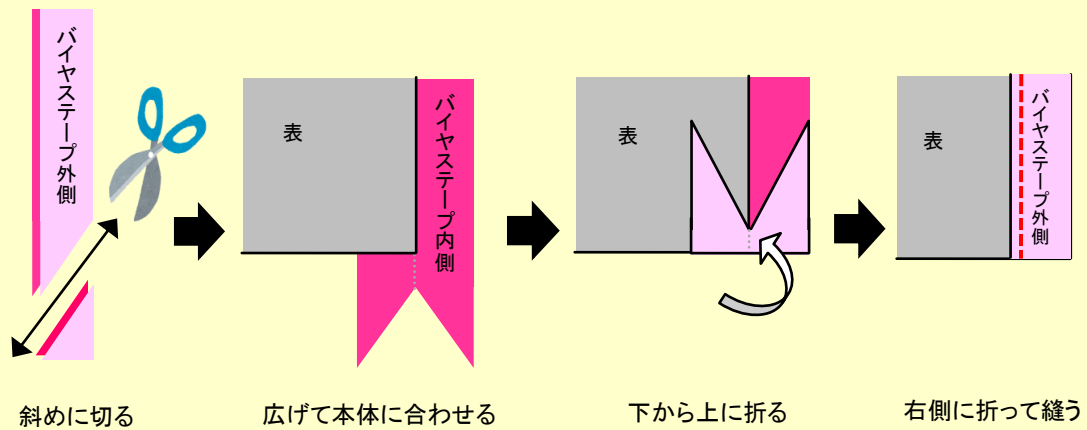 バイヤステープ外側
表
バイヤステープ内側
表
表
バイヤステープ外側
斜めに切る
広げて本体に合わせる
下から上に折る
右側に折って縫う